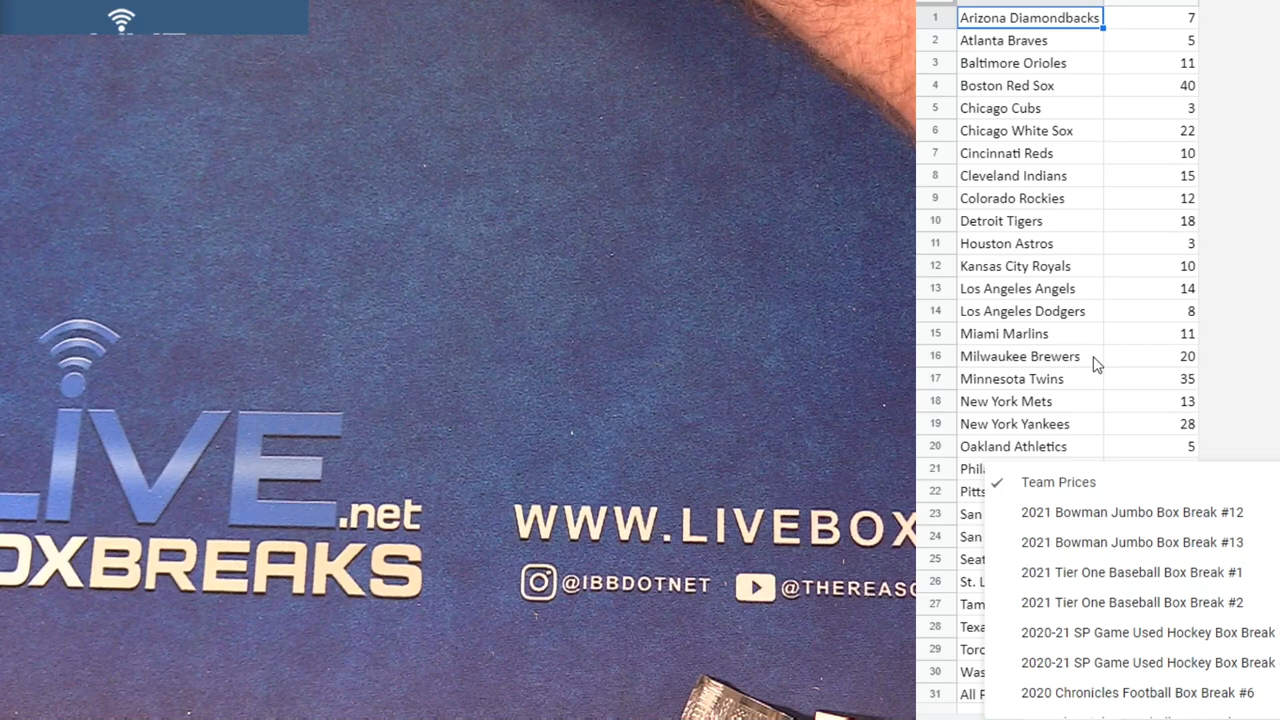 LIVE.net
OXBREAKS
WWW.LIVEBOX
@IBBDOTNET
@THEREASO
1 Arizona Diamondbacks 7
2 Atlanta Braves 5
3 Baltimore Orioles 11
4 Boston Red Sox 40
5 Chicago Cubs 3
6 Chicago White Sox 22
7 Cincinnati Reds 10
8 Cleveland Indians 15
9 Colorado Rockies 12
10 Detroit Tigers 18
11 Houston Astros 3
12 Kansas City Royals 10
13 Los Angeles Angels 14
14 Los Angeles Dodgers 8
15 Miami Marlins 11
16 Milwaukee Brewers 20
17 Minnesota Twins 35
18 New York Mets 13
19 New York Yankees 28
20 Oakland Athletics 5
21 Phil
22 Pitts
23 San
24 San
25 Seat
26 St. L
27 Tam
28 Texa
29 Toro
30 Was
31 All
Team Prices
2021 Bowman Jumbo Box Break #12
2021 Bowman Jumbo Box Break #13
2021 Tier One Baseball Box Break #1
2021 Tier One Baseball Box Break #2
2020-21 SP Game Used Hockey Box Break
2020-21 SP Game Used Hockey Box Break
2020 Chronicles Football Box Break #6